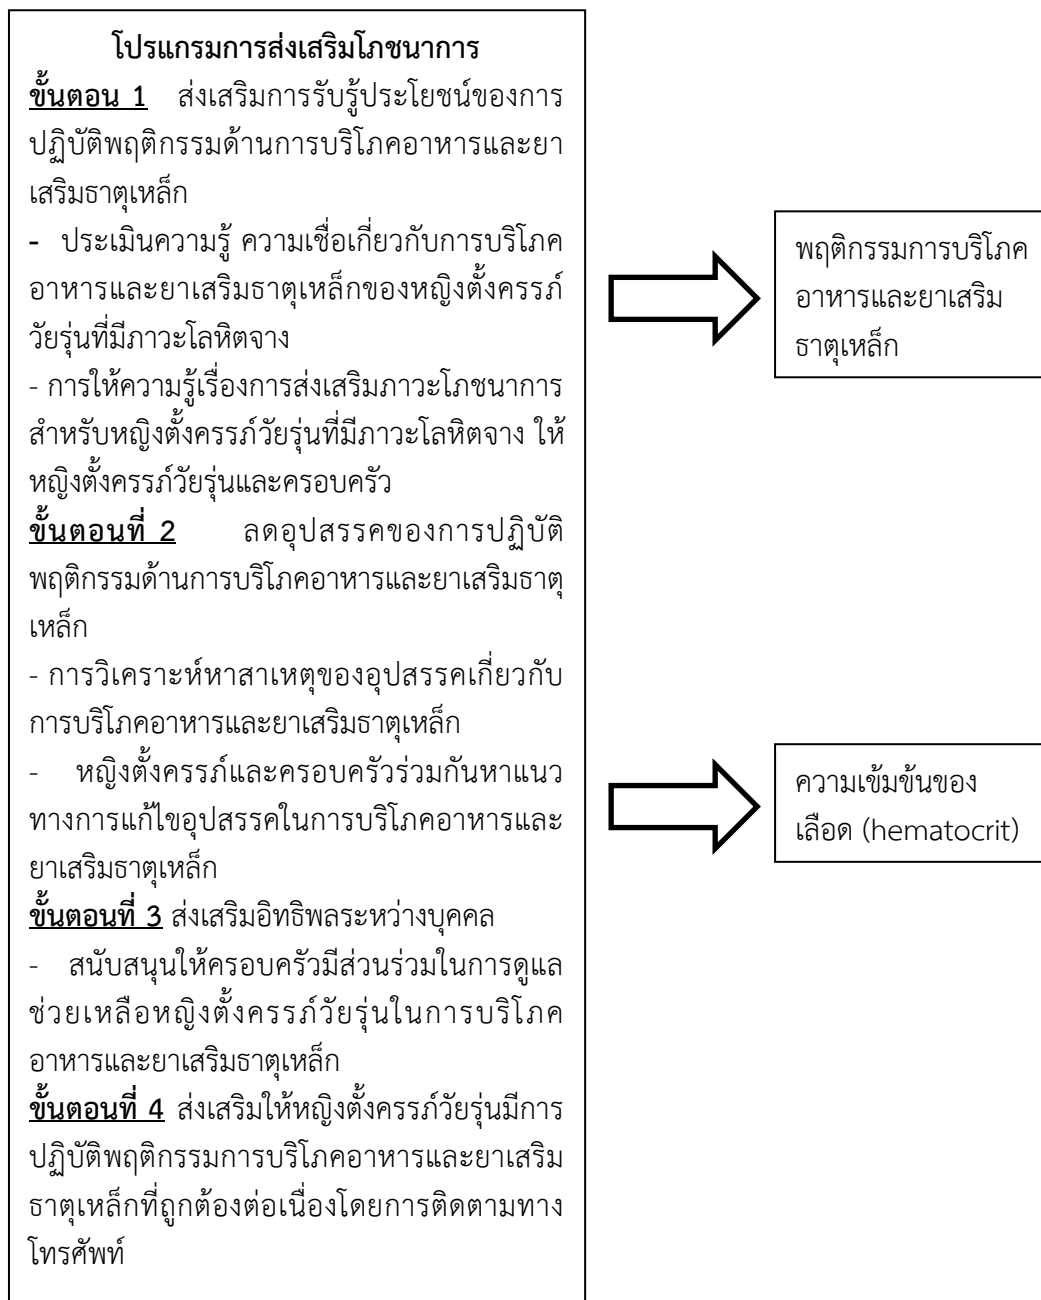 โปรแกรมการส่งเสริมโภชนาการ
ขั้นตอน 1 ส่งเสริมการรับรู้ประโยชน์ของการ
ปฏิบัติพฤติกรรมด้านการบริโภคอาหารและยา
เสริมธาตุเหล็ก
- ประเมินความรู้ ความเชื่อเกี่ยวกับการบริโภค
อาหารและยาเสริมธาตุเหล็กของหญิงตั้งครรภ์
วัยรุ่นที่มีภาวะโลหิตจาง
- การให้ความรู้เรื่องการส่งเสริมภาวะโภชนาการ
สำหรับหญิงตั้งครรภ์วัยรุ่นที่มีภาวะโลหิตจาง ให้
หญิงตั้งครรภ์วัยรุ่นและครอบครัว
ขั้นตอนที่ 2 ลดอุปสรรคของการปฏิบัติ
พฤติกรรมด้านการบริโภคอาหารและยาเสริมธาตุ
เหล็ก
- การวิเคราะห์หาสาเหตุของอุปสรรคเกี่ยวกับ
การบริโภคอาหารและยาเสริมธาตุเหล็ก
- หญิงตั้งครรภ์และครอบครัวร่วมกันหาแนว
ทางการแก้ไขอุปสรรคในการบริโภคอาหารและ
ยาเสริมธาตุเหล็ก
ขั้นตอนที่ 3 ส่งเสริมอิทธิพลระหว่างบุคคล
- สนับสนุนให้ครอบครัวมีส่วนร่วมในการดูแล
ช่วยเหลือหญิงตั้งครรภ์วัยรุ่นในการบริโภค
อาหารและยาเสริมธาตุเหล็ก
ขั้นตอนที่ 4 ส่งเสริมให้หญิงตั้งครรภ์วัยรุ่นมีการ
ปฏิบัติพฤติกรรมการบริโภคอาหารและยาเสริม
ธาตุเหล็กที่ถูกต้องต่อเนื่องโดยการติดตามทาง
โทรศัพท์
พฤติกรรมการบริโภค
อาหารและยาเสริม
ธาตุเหล็ก
ความเข้มข้นของ
เลือด (hematocrit)